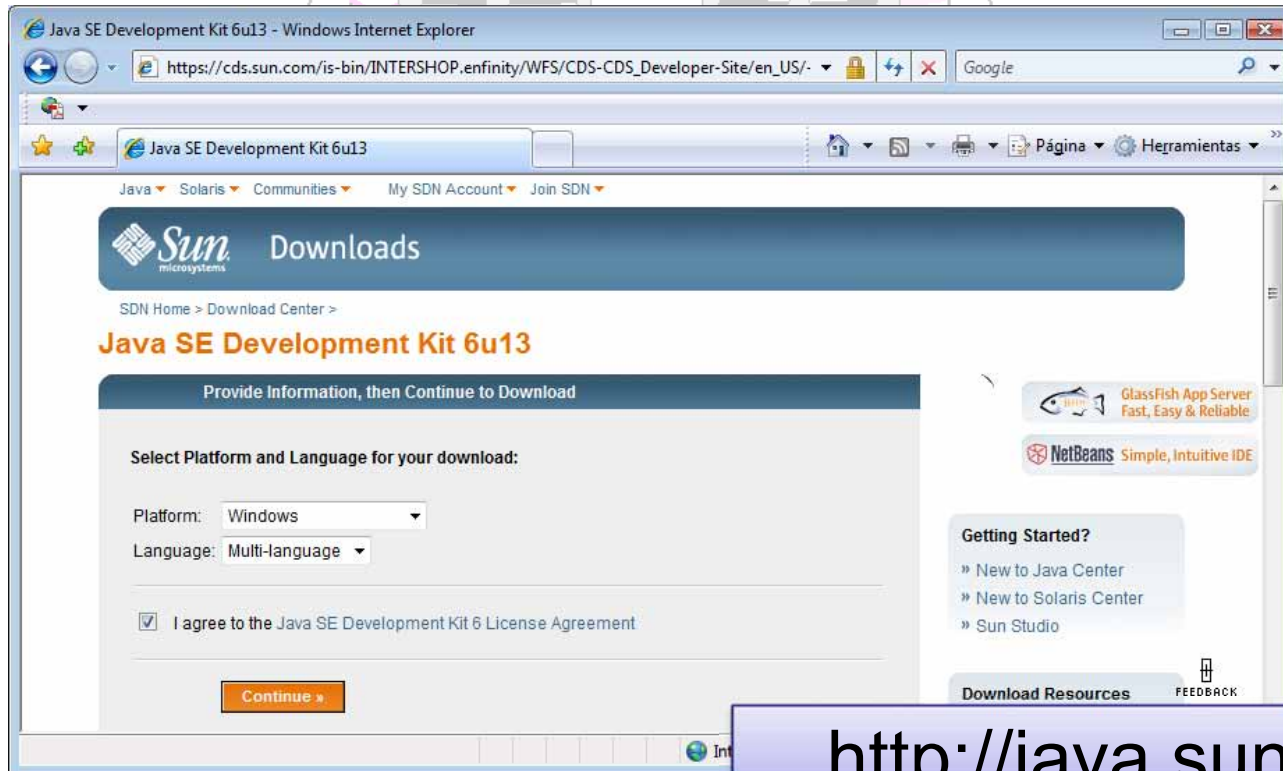 Java SE Development Kit 6u13 - Windows Internet Explorer
https://cds.sun.com/is-bin/INTERSHOP.enfinity/WFS/CDS-CDS_Developer-Site/en_US/-
Google
Java SE Development Kit 6u13
Página
Herramientas
Java Solaris Communities My SDN Account Join SDN
Sun microsystems Downloads
SDN Home > Download Center >
Java SE Development Kit 6u13
Provide Information, then Continue to Download
Select Platform and Language for your download:
Platform: Windows
Language: Multi-language
I agree to the Java SE Development Kit 6 License Agreement
Continue »
GlassFish App Server
Fast, Easy & Reliable
NetBeans Simple, Intuitive IDE
Getting Started?
» New to Java Center
» New to Solaris Center
» Sun Studio
Download Resources
FEEDBACK
Int
http://java.sun